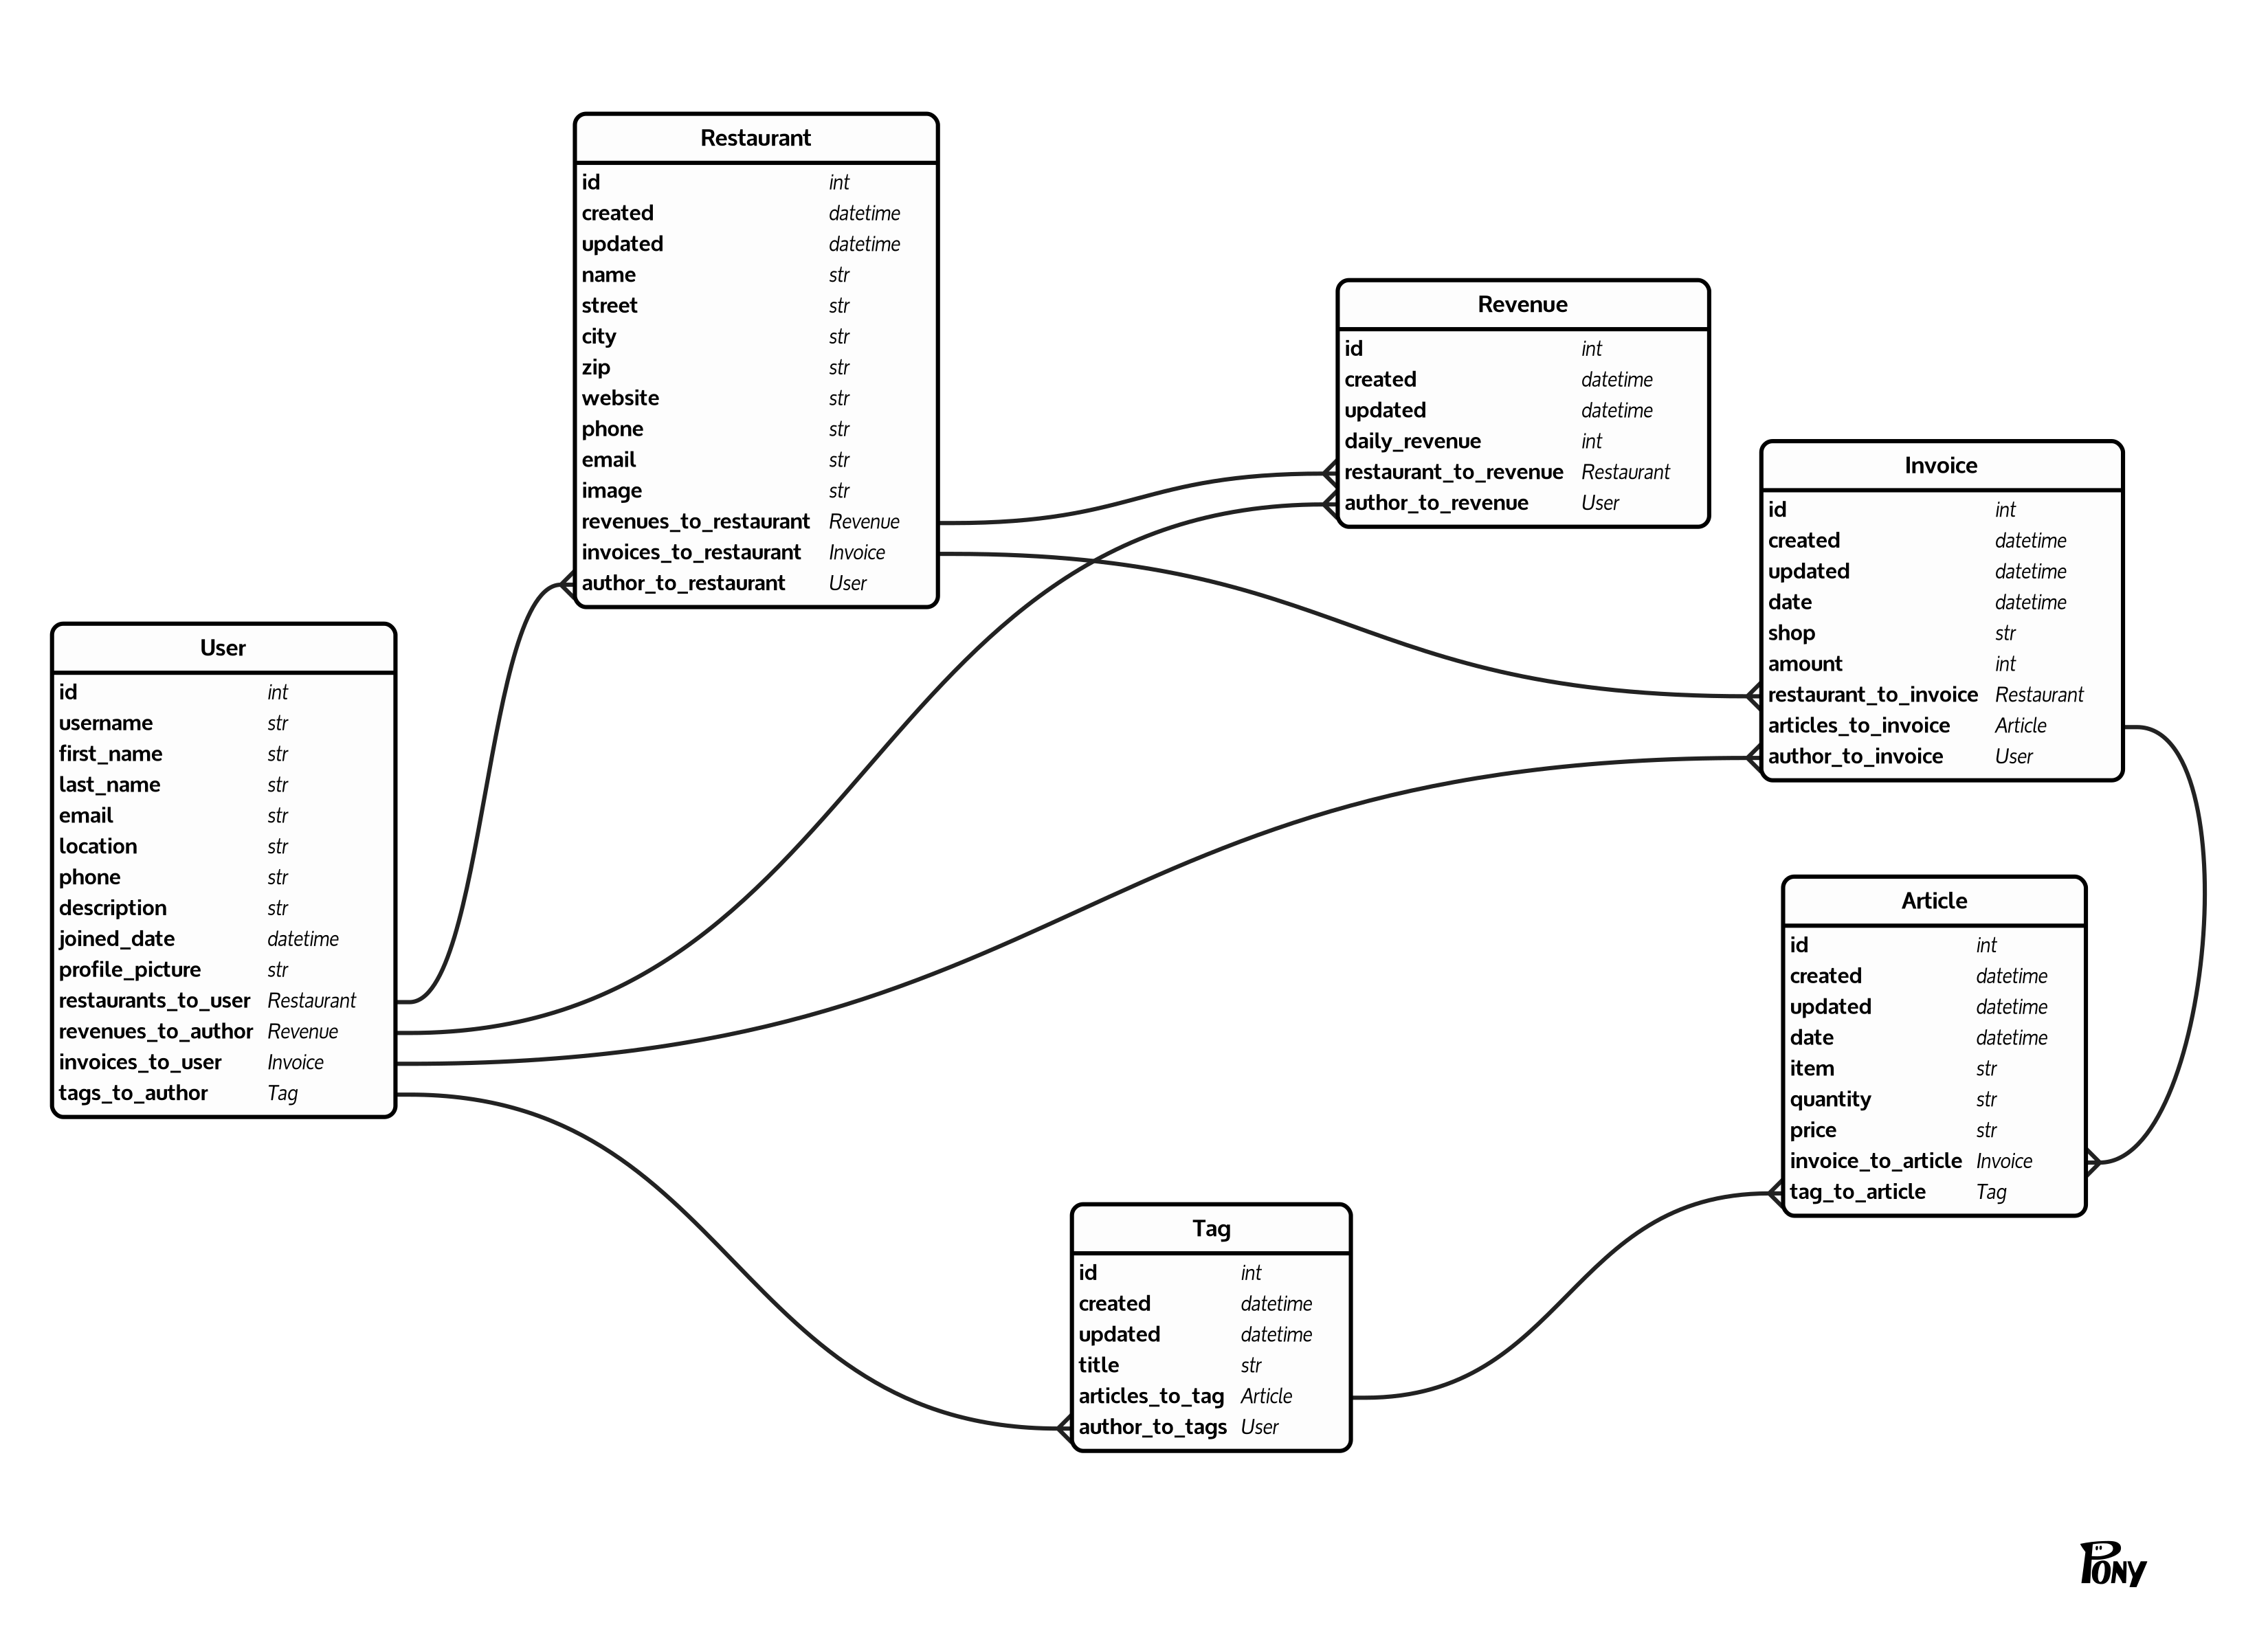 Restaurant
id int
created datetime
updated datetime
name str
street str
city str
zip str
website str
phone str
email str
image str
revenues_to_restaurant Revenue
invoices_to_restaurant Invoice
author_to_restaurant User
Revenue
id int
created datetime
updated datetime
daily_revenue int
restaurant_to_revenue Restaurant
author_to_revenue User
Invoice
id int
created datetime
updated datetime
date datetime
shop str
amount int
restaurant_to_invoice Restaurant
articles_to_invoice Article
author_to_invoice User
User
id int
username str
first_name str
last_name str
email str
location str
phone str
description str
joined_date datetime
profile_picture str
restaurants_to_user Restaurant
revenues_to_author Revenue
invoices_to_user Invoice
tags_to_author Tag
Article
id int
created datetime
updated datetime
date datetime
item str
quantity str
price str
invoice_to_article Invoice
tag_to_article Tag
Tag
id int
created datetime
updated datetime
title str
articles_to_tag Article
author_to_tags User
PONY